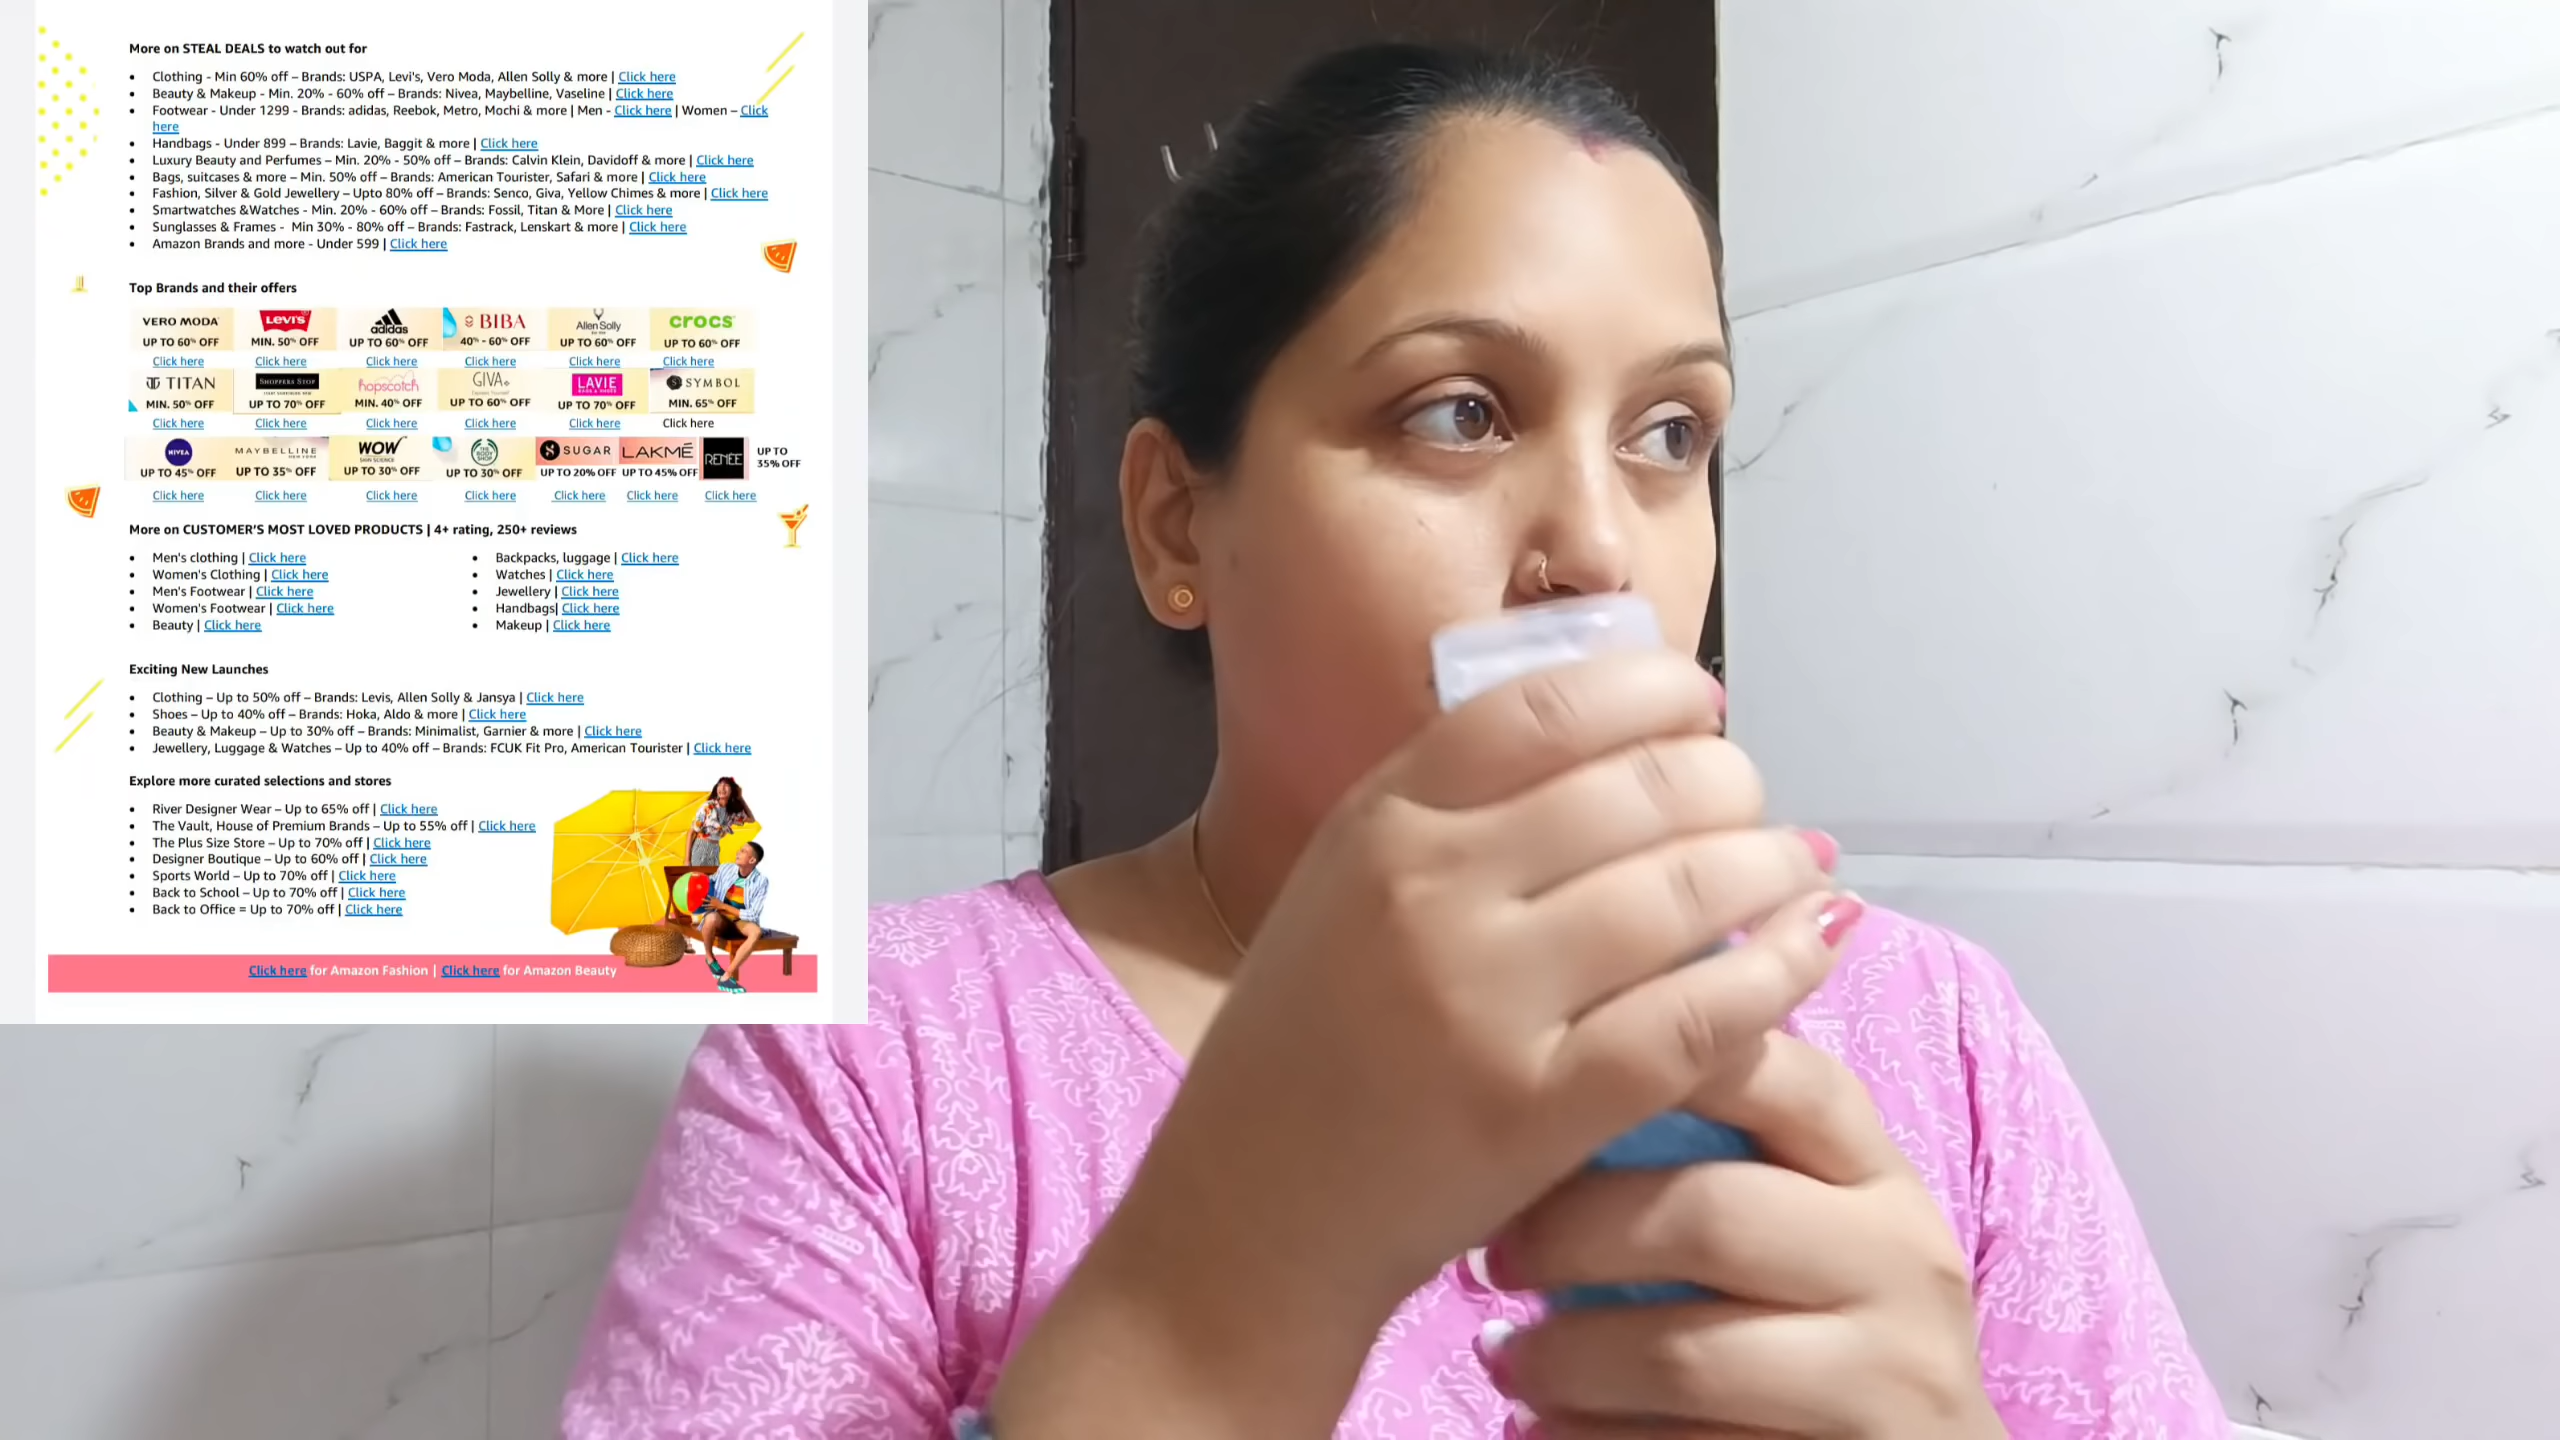 More on STEAL DEALS to watch out for
• Clothing - Min 60% off – Brands: USPA, Levi's, Vero Moda, Allen Solly & more | Click here
• Beauty & Makeup - Min. 20% - 60% off – Brands: Nivea, Maybelline, Vaseline | Click here
• Footwear - Under 1299 - Brands: adidas, Reebok, Metro, Mochi & more | Men - Click here | Women – Click
here
• Handbags - Under 899 – Brands: Lavie, Baggit & more | Click here
• Luxury Beauty and Perfumes – Min. 20% - 50% off – Brands: Calvin Klein, Davidoff & more | Click here
• Bags, suitcases & more – Min. 50% off – Brands: American Tourister, Safari & more | Click here
• Fashion, Silver & Gold Jewellery – Upto 80% off – Brands: Senco, Giva, Yellow Chimes & more | Click here
• Smartwatches &Watches - Min. 20% - 60% off – Brands: Fossil, Titan & More | Click here
• Sunglasses & Frames - Min 30% - 80% off – Brands: Fastrack, Lenskart & more | Click here
• Amazon Brands and more - Under 599 | Click here
Top Brands and their offers
VERO MODA LEVI'S adidas BIBA Allen Solly crocs
UP TO 60% OFF MIN. 50% OFF UP TO 60% OFF 40% - 60% OFF UP TO 60% OFF UP TO 60% OFF
Click here Click here Click here Click here Click here Click here
TITAN SHOPPERS STOP hopscotch GIVA LAVIE SYMBOL
MIN. 50% OFF UP TO 70% OFF MIN. 40% OFF UP TO 60% OFF UP TO 70% OFF MIN. 65% OFF
Click here Click here Click here Click here Click here Click here
NIVEA MAYBELLINE NEW YORK WOW SKIN SCIENCE THE BODY SHOP SUGAR LAKMÉ RENÉE UP TO 35% OFF
UP TO 45% OFF UP TO 35% OFF UP TO 30% OFF UP TO 30% OFF UP TO 20% OFF UP TO 45% OFF
Click here Click here Click here Click here Click here Click here Click here
More on CUSTOMER'S MOST LOVED PRODUCTS | 4+ rating, 250+ reviews
• Men's clothing | Click here
• Women's Clothing | Click here
• Men's Footwear | Click here
• Women's Footwear | Click here
• Beauty | Click here
• Backpacks, luggage | Click here
• Watches | Click here
• Jewellery | Click here
• Handbags| Click here
• Makeup | Click here
Exciting New Launches
• Clothing – Up to 50% off – Brands: Levis, Allen Solly & Jansya | Click here
• Shoes – Up to 40% off – Brands: Hoka, Aldo & more | Click here
• Beauty & Makeup – Up to 30% off – Brands: Minimalist, Garnier & more | Click here
• Jewellery, Luggage & Watches – Up to 40% off – Brands: FCUK Fit Pro, American Tourister | Click here
Explore more curated selections and stores
• River Designer Wear – Up to 65% off | Click here
• The Vault, House of Premium Brands – Up to 55% off | Click here
• The Plus Size Store – Up to 70% off | Click here
• Designer Boutique – Up to 60% off | Click here
• Sports World – Up to 70% off | Click here
• Back to School – Up to 70% off | Click here
• Back to Office = Up to 70% off | Click here
Click here for Amazon Fashion | Click here for Amazon Beauty